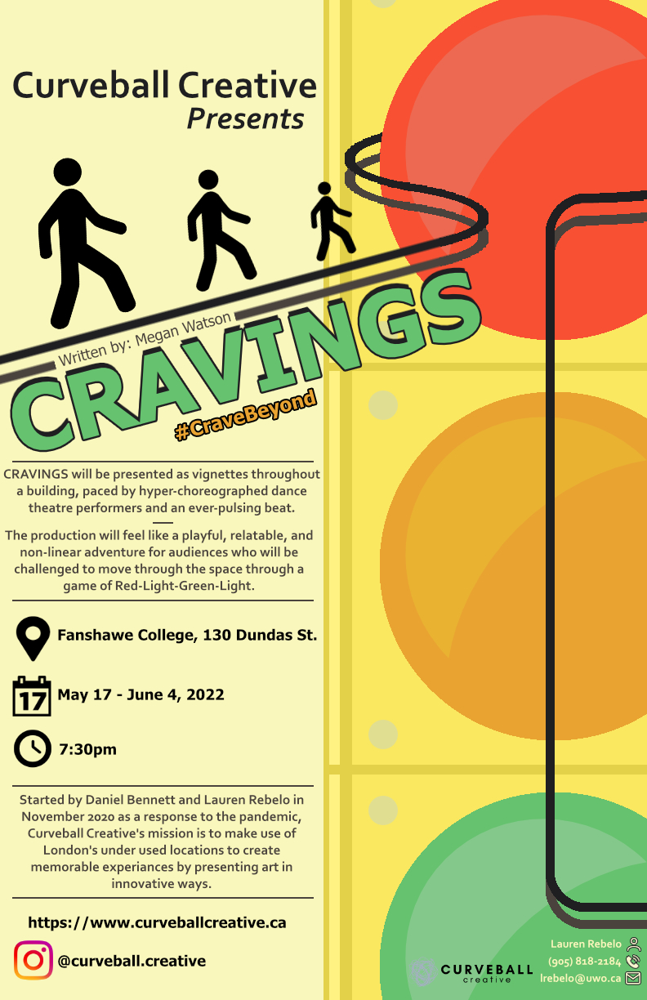 Curveball Creative
Presents
Written by: Megan Watson
CRAVINGS
#CraveBeyond
CRAVINGS will be presented as vignettes throughout
a building, paced by hyper-choreographed dance
theatre performers and an ever-pulsing beat.
The production will feel like a playful, relatable, and
non-linear adventure for audiences who will be
challenged to move through the space through a
game of Red-Light-Green-Light.
Fanshawe College, 130 Dundas St.
17
May 17 - June 4, 2022
7:30pm
Started by Daniel Bennett and Lauren Rebelo in
November 2020 as a response to the pandemic,
Curveball Creative's mission is to make use of
London's under used locations to create
memorable experiances by presenting art in
innovative ways.
https://www.curveballcreative.ca
@curveball.creative
CURVEBALL
creative
Lauren Rebelo
(905) 818-2184
lrebelo@uwo.ca